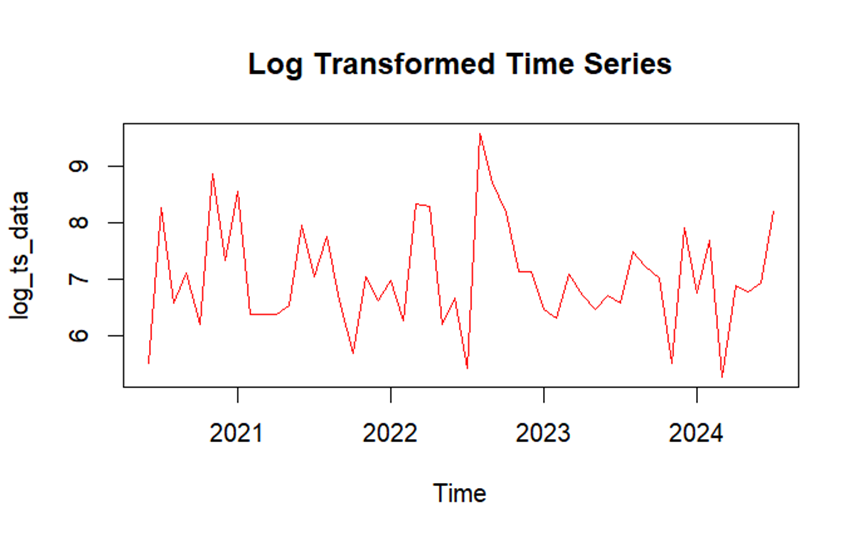 Log Transformed Time Series
log_ts_data
9
8
7
6
2021 2022 2023 2024
Time